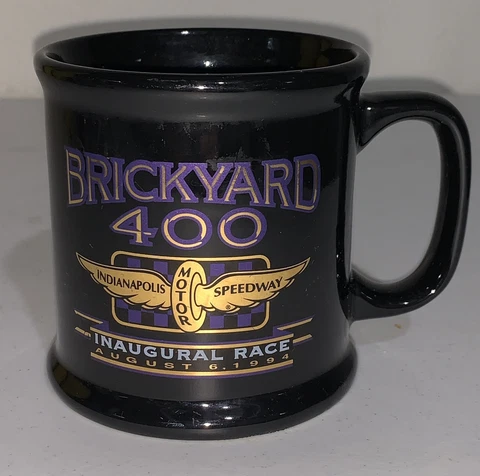 BRICKYARD
400
INDIANAPOLIS MOTOR SPEEDWAY
INAUGURAL RACE
AUGUST 6, 1994